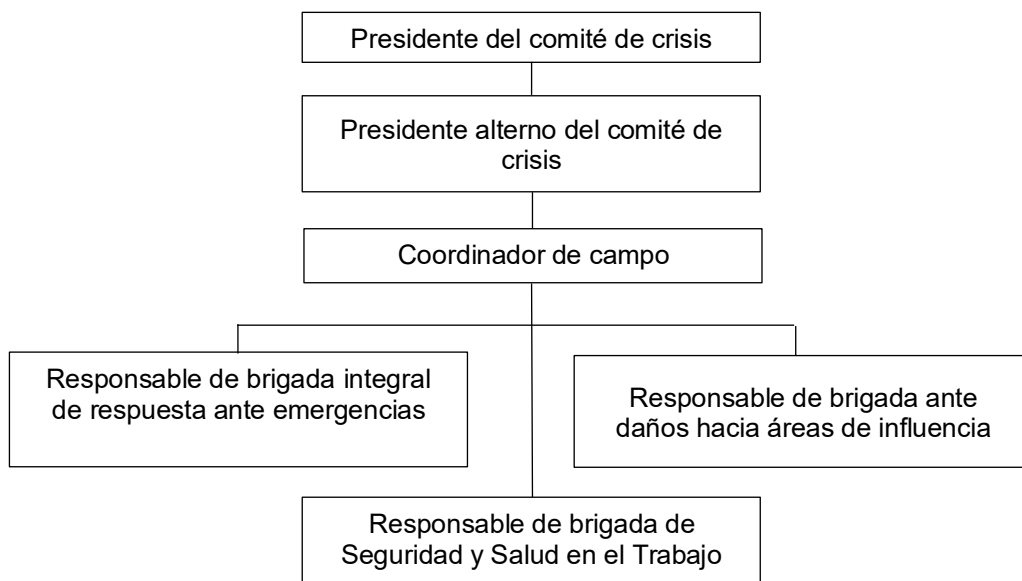 Presidente del comité de crisis
Presidente alterno del comité de
crisis
Coordinador de campo
Responsable de brigada integral
de respuesta ante emergencias
Responsable de brigada ante
daños hacia áreas de influencia
Responsable de brigada de
Seguridad y Salud en el Trabajo